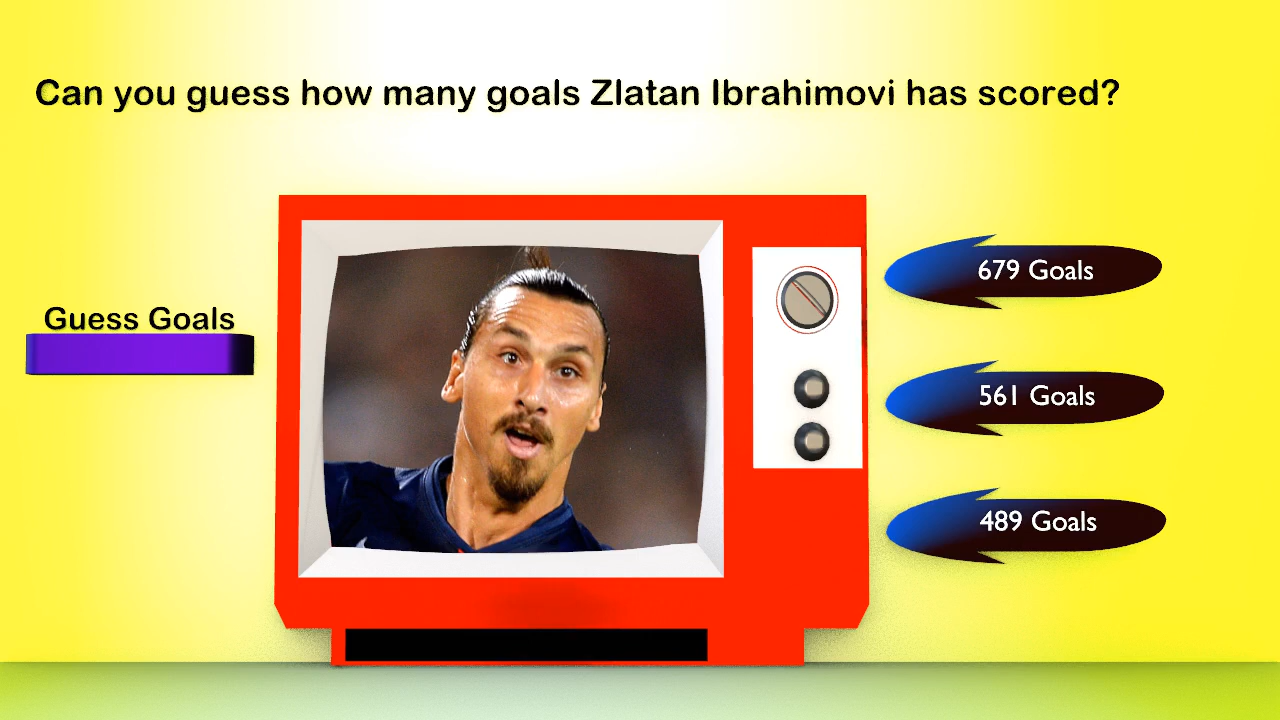 Can you guess how many goals Zlatan Ibrahimovi has scored?
Guess Goals
679 Goals
561 Goals
489 Goals